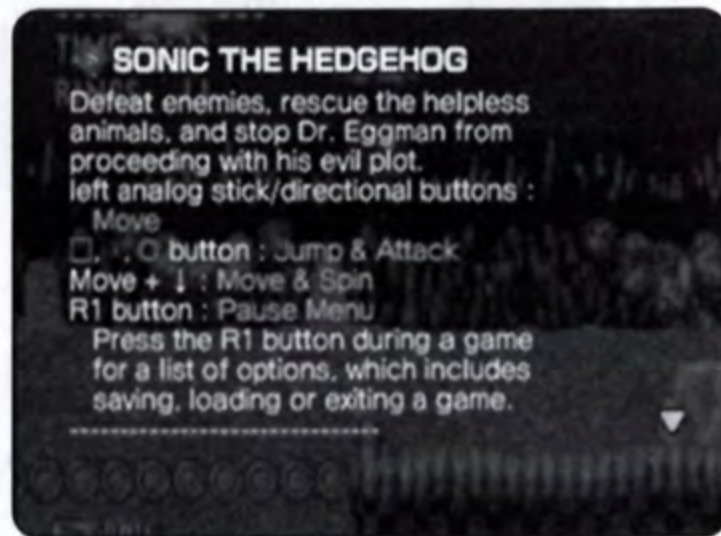 SONIC THE HEDGEHOG
Defeat enemies, rescue the helpless
animals, and stop Dr. Eggman from
proceeding with his evil plot.
left analog stick/directional buttons :
Move
□, , ○ button : Jump & Attack
Move + ↓ : Move & Spin
R1 button : Pause Menu
Press the R1 button during a game
for a list of options, which includes
saving, loading or exiting a game.
------------------------------